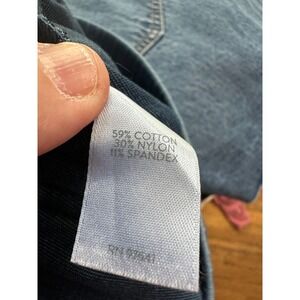 59% COTTON
30% NYLON
11% SPANDEX
RN 97641